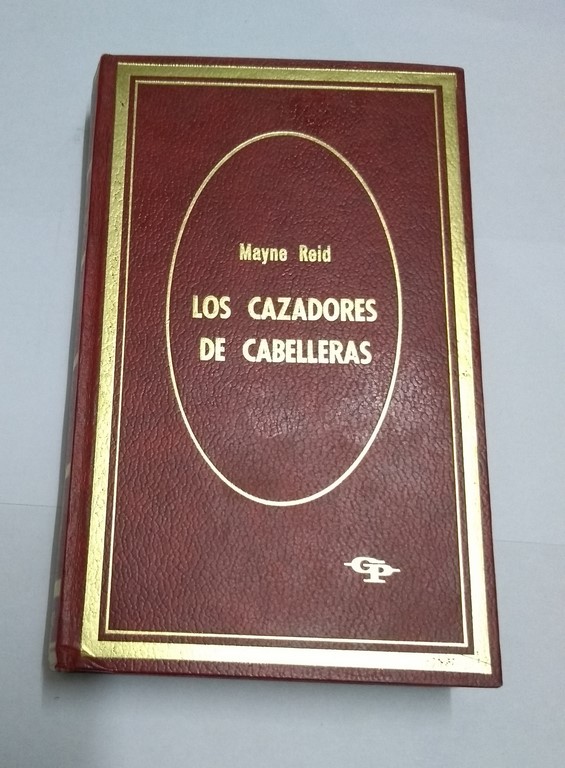 Mayne Reid
LOS CAZADORES
DE CABELLERAS
GP